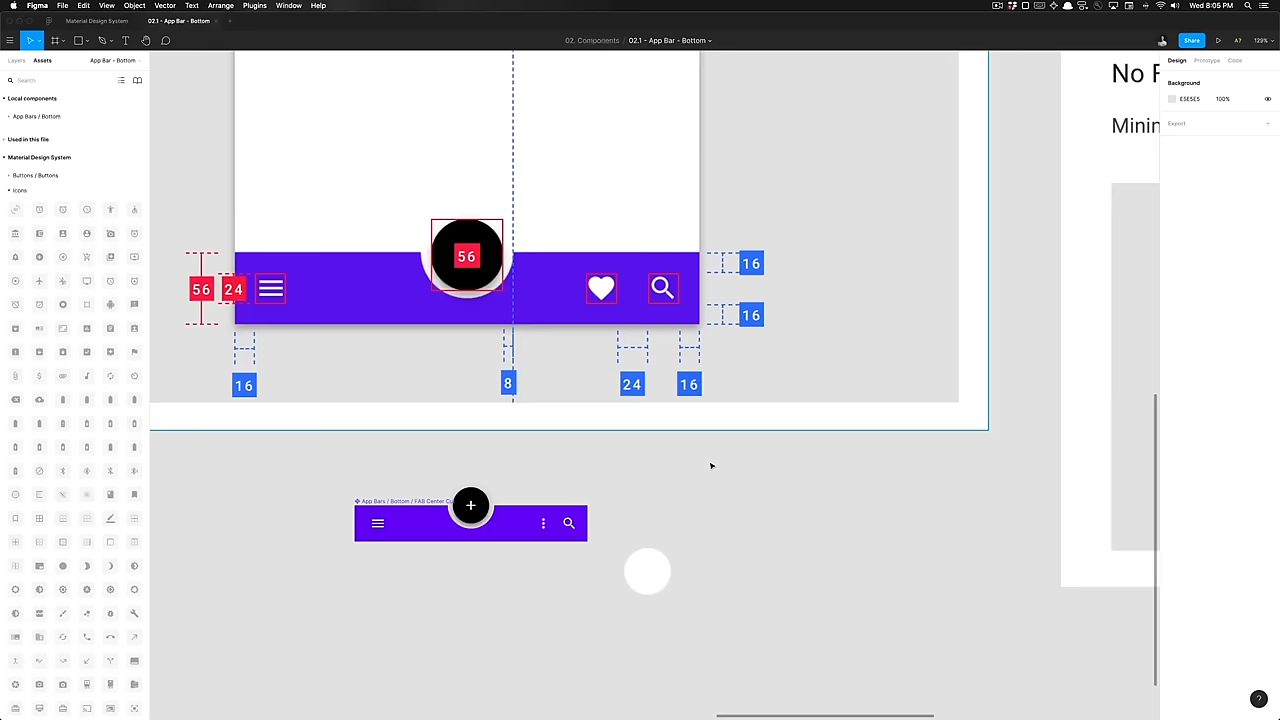 Figma File Edit View Object Vector Text Arrange Plugins Window Help
Wed 8:05 PM
Material Design System
02.1 - App Bar - Bottom
02. Components / 02.1 - App Bar - Bottom
Share
A?
129%
Layers Assets App Bar - Bottom
Design Prototype Code
Search
Background
E5E5E5 100%
Export
Local components
App Bars / Bottom
Used in this file
Material Design System
Buttons / Buttons
Icons
No F
Minin
56
56
24
16
16
16
8
24
16
App Bars / Bottom / FAB Center Cu
?